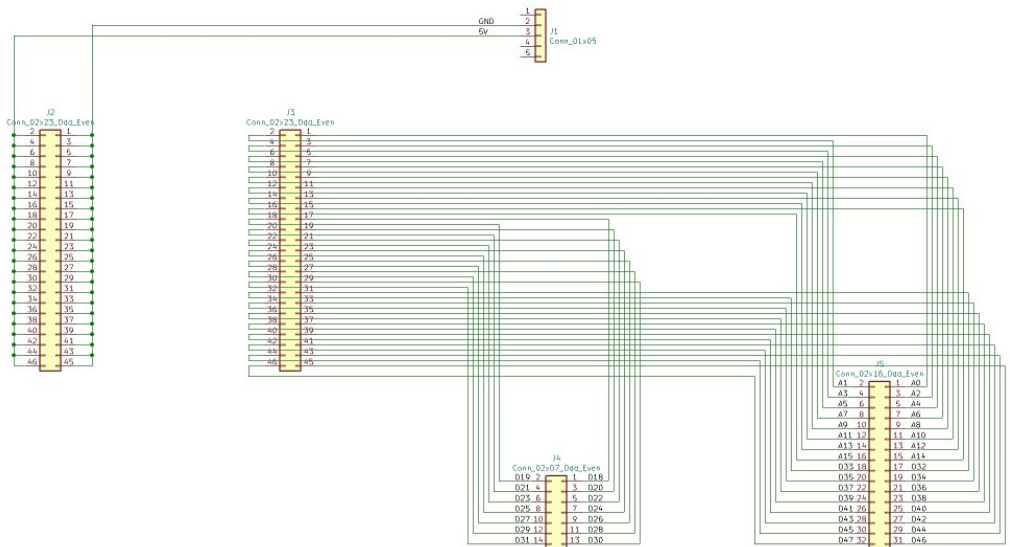 1
GND 2
5V 3 J1
4 Conn_01x05
5
J2 J3
Conn_02x23_Odd_Even Conn_02x23_Odd_Even
2 1 2 1
4 3 4 3
6 5 6 5
8 7 8 7
10 9 10 9
12 11 12 11
14 13 14 13
16 15 16 15
18 17 18 17
20 19 20 19
22 21 22 21
24 23 24 23
26 25 26 25
28 27 28 27
30 29 30 29
32 31 32 31
34 33 34 33
36 35 36 35
38 37 38 37
40 39 40 39
42 41 42 41
44 43 44 43
46 45 46 45
Conn_02x16_Odd_Even
A1 2 1 A0
A3 4 3 A2
A5 6 5 A4
A7 8 7 A6
A9 10 9 A8
A11 12 11 A10
A13 14 13 A12
A15 16 15 A14
D33 18 17 D32
D35 20 19 D34
D37 22 21 D36
D39 24 23 D38
D41 26 25 D40
D43 28 27 D42
D45 30 29 D44
D47 32 31 D46
J4
Conn_02x07_Odd_Even
D19 2 1 D18
D21 4 3 D20
D23 6 5 D22
D25 8 7 D24
D27 10 9 D26
D29 12 11 D28
D31 14 13 D30